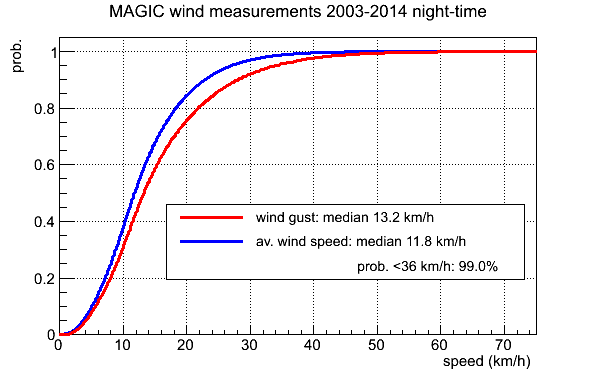 MAGIC wind measurements 2003-2014 night-time
prob.
1
0.8
0.6
0.4
0.2
0
wind gust: median 13.2 km/h
av. wind speed: median 11.8 km/h
prob. <36 km/h: 99.0%
0 10 20 30 40 50 60 70
speed (km/h)